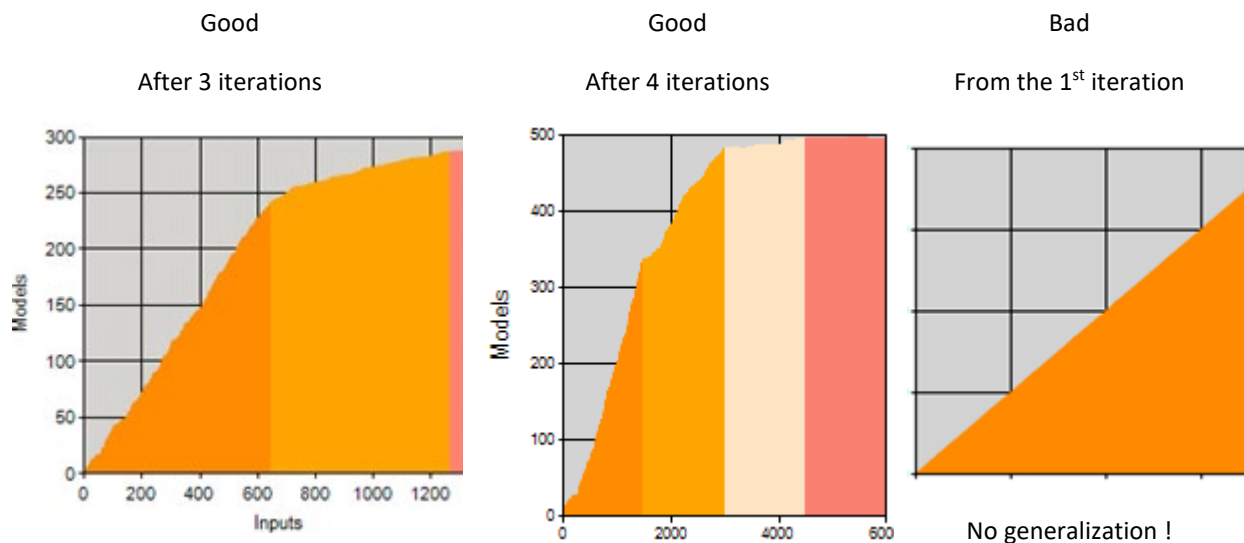 Good
After 3 iterations
300
250
200
150
100
50
0
Models
0 200 400 600 800 1000 1200
Inputs
Good
After 4 iterations
500
400
300
200
100
0
Models
0 2000 4000 600
Bad
From the 1st iteration
No generalization !